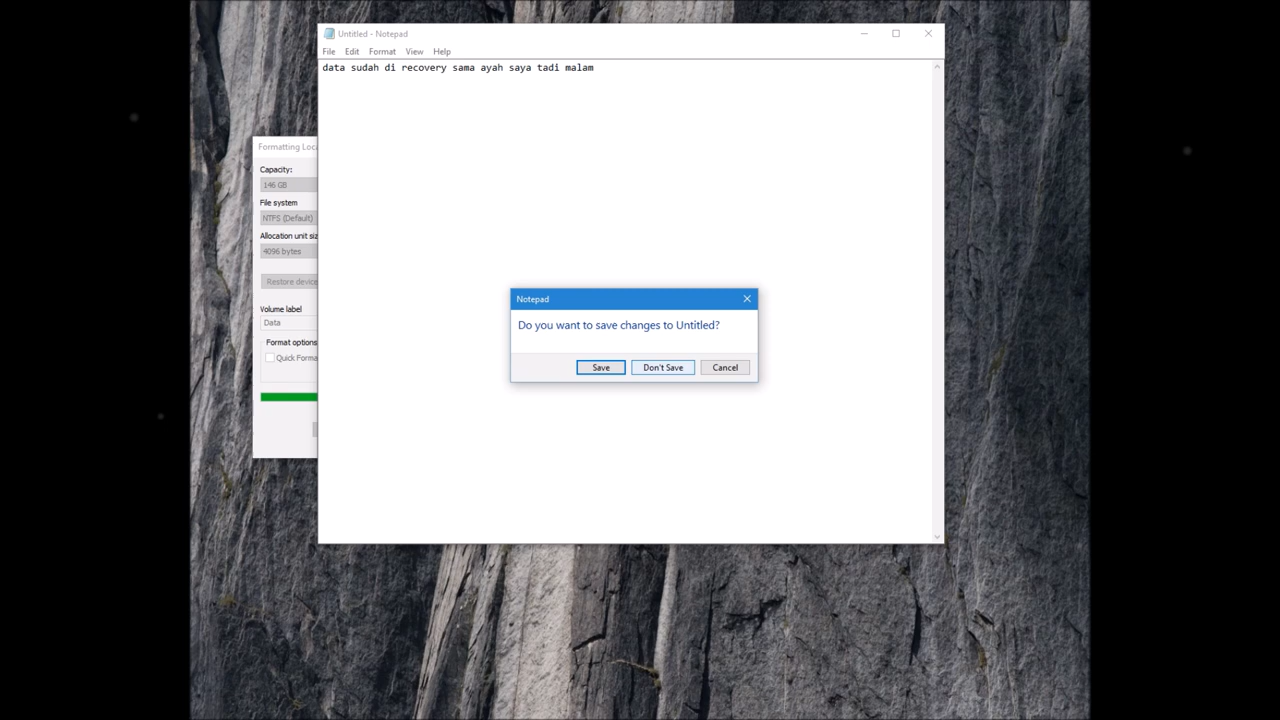 Untitled - Notepad
File Edit Format View Help
data sudah di recovery sama ayah saya tadi malam
Formatting Loc
Capacity:
146 GB
File system
NTFS (Default)
Allocation unit siz
4096 bytes
Restore device
Volume label
Data
Format options
Quick Forma
Notepad
Do you want to save changes to Untitled?
Save Don't Save Cancel